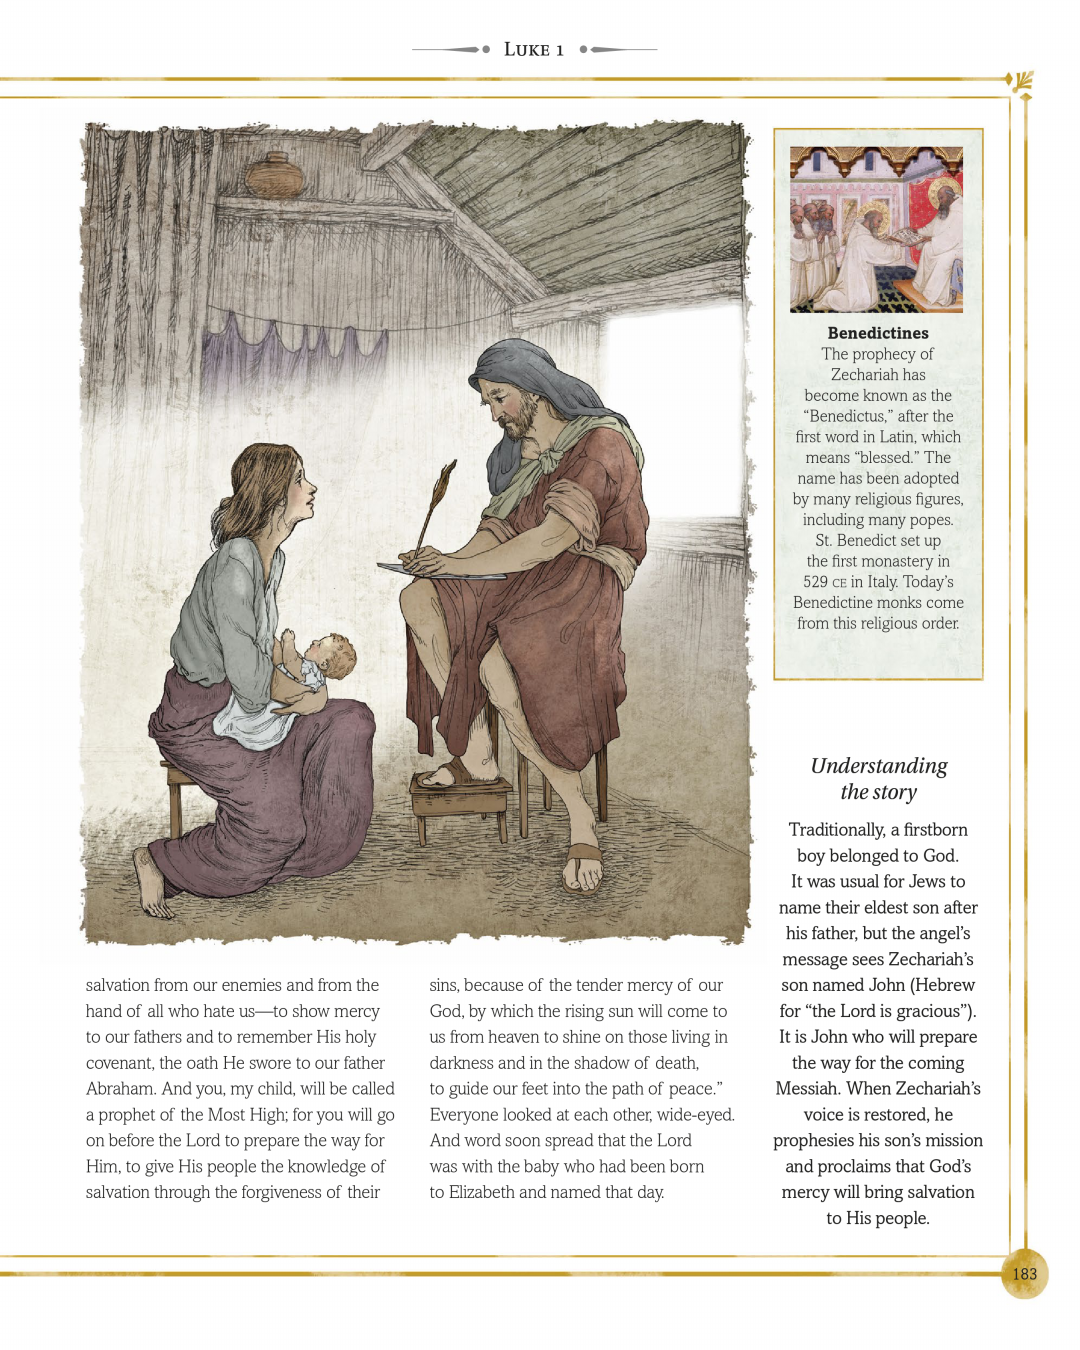 Luke 1
salvation from our enemies and from the
hand of all who hate us—to show mercy
to our fathers and to remember His holy
covenant, the oath He swore to our father
Abraham. And you, my child, will be called
a prophet of the Most High; for you will go
on before the Lord to prepare the way for
Him, to give His people the knowledge of
salvation through the forgiveness of their
sins, because of the tender mercy of our
God, by which the rising sun will come to
us from heaven to shine on those living in
darkness and in the shadow of death,
to guide our feet into the path of peace.”
Everyone looked at each other, wide-eyed.
And word soon spread that the Lord
was with the baby who had been born
to Elizabeth and named that day.
Benedictines
The prophecy of
Zechariah has
become known as the
“Benedictus,” after the
first word in Latin, which
means “blessed.” The
name has been adopted
by many religious figures,
including many popes.
St. Benedict set up
the first monastery in
529 CE in Italy. Today’s
Benedictine monks come
from this religious order.
Understanding
the story
Traditionally, a firstborn
boy belonged to God.
It was usual for Jews to
name their eldest son after
his father, but the angel’s
message sees Zechariah’s
son named John (Hebrew
for “the Lord is gracious”).
It is John who will prepare
the way for the coming
Messiah. When Zechariah’s
voice is restored, he
prophesies his son’s mission
and proclaims that God’s
mercy will bring salvation
to His people.
183